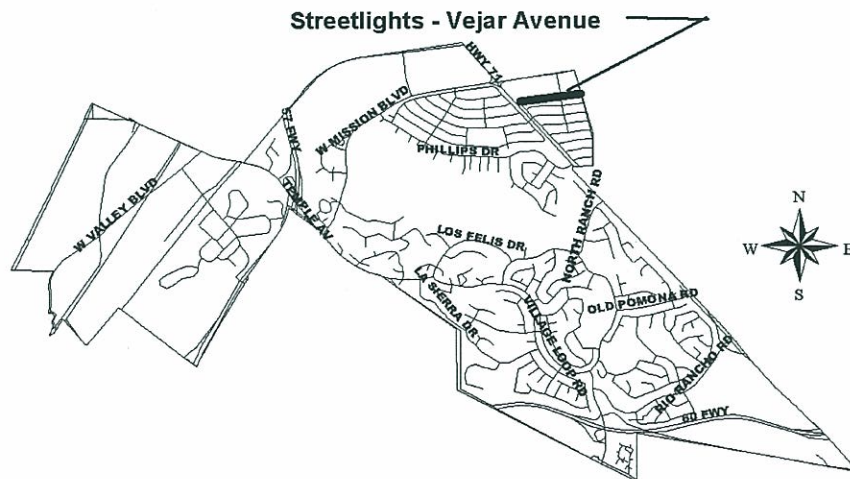 Streetlights - Vejar Avenue
HWY 71
57 FWY
W MISSION BLVD
PHILLIPS DR
W VALLEY BLVD
TEMPLE AV
NORTH RANCH RD
LOS FELIS DR
LA SIERRA DR
VILLAGE LOOP RD
OLD POMONA RD
RIO RANCHO RD
60 FWY
N
W E
S